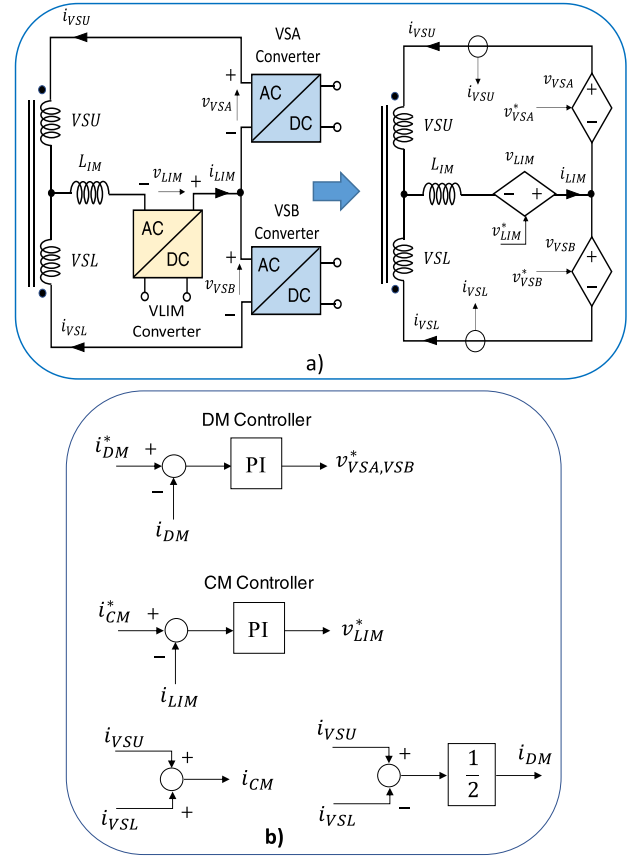 i_VSU
VSA
Converter
i_VSU
+
AC
DC
v_VSA
−
i_VSU
v_VSA
+
v*_VSA
−
VSU
L_IM
−
v_LIM
+
i_LIM
VSU
L_IM
v_LIM
−
+
i_LIM
v*_LIM
AC
DC
VSB
Converter
+
AC
DC
v_VSB
−
v_VSB
+
v*_VSB
−
VSL
VSL
VLIM
Converter
i_VSL
i_VSL
i_VSL
a)
DM Controller
i*_DM
+
−
PI
v*_VSA,VSB
i_DM
CM Controller
i*_CM
+
−
PI
v*_LIM
i_LIM
i_VSU
+
i_CM
i_VSL
+
i_VSU
+
1
2
i_DM
i_VSL
−
b)